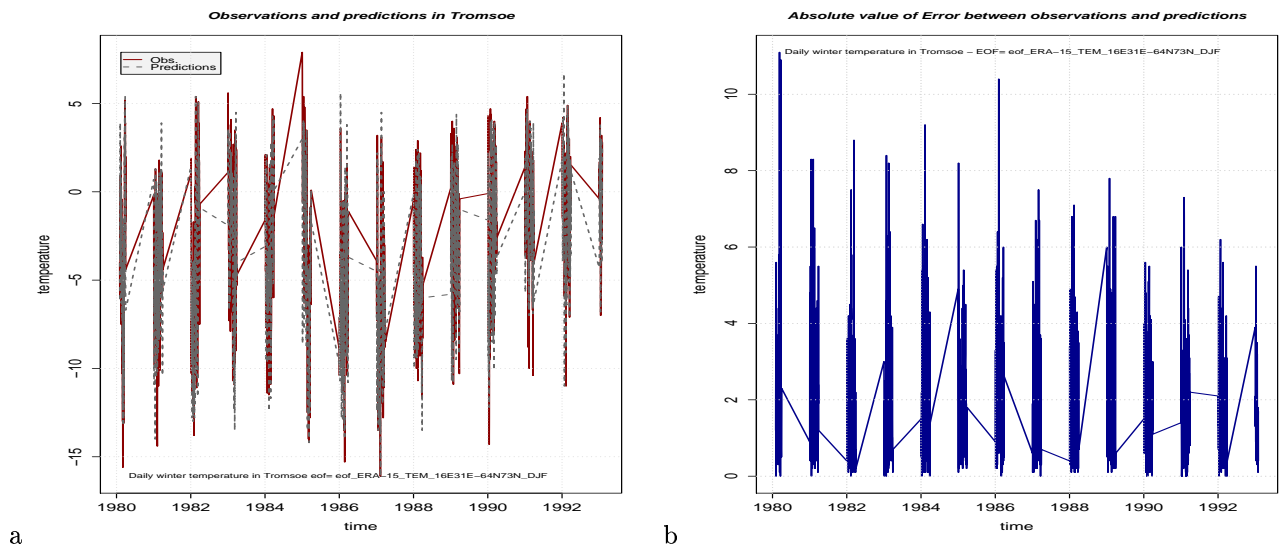 Observations and predictions in Tromsoe
Obs.
Predictions
temperature
5
0
−5
−10
−15
Daily winter temperature in Tromsoe eof= eof_ERA−15_TEM_16E31E−64N73N_DJF
1980 1982 1984 1986 1988 1990 1992
time
a
Absolute value of Error between observations and predictions
Daily winter temperature in Tromsoe − EOF= eof_ERA−15_TEM_16E31E−64N73N_DJF
temperature
10
8
6
4
2
0
1980 1982 1984 1986 1988 1990 1992
time
b